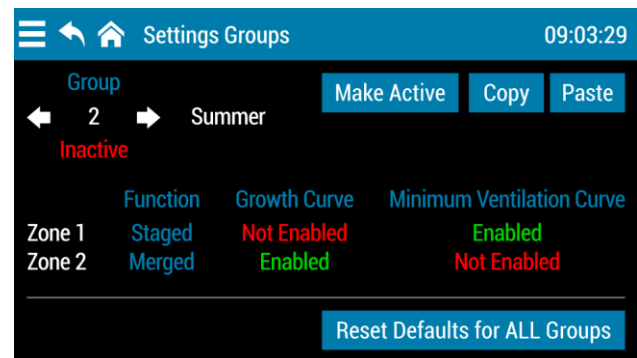 Settings Groups 09:03:29
Group
2 Summer
Inactive
Make Active Copy Paste
Function Growth Curve Minimum Ventilation Curve
Zone 1 Staged Not Enabled Enabled
Zone 2 Merged Enabled Not Enabled
Reset Defaults for ALL Groups